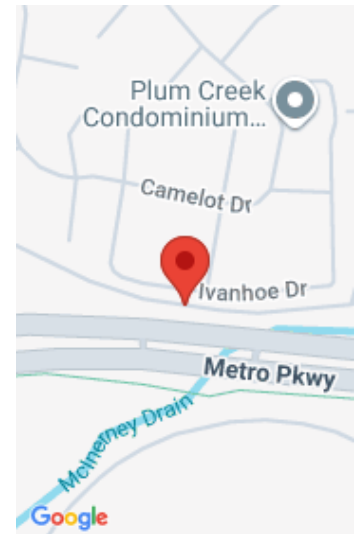 Plum Creek
Condominium...
Camelot Dr
Ivanhoe Dr
Metro Pkwy
McInerney Drain
Google